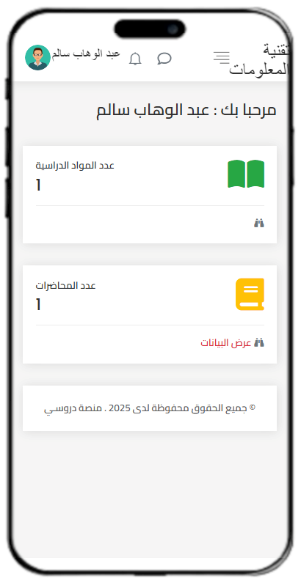 تقنية
المعلومات
عبد الوهاب سالم
مرحبا بك : عبد الوهاب سالم
عدد المواد الدراسية
1
عدد المحاضرات
1
عرض البيانات
© جميع الحقوق محفوظة لدى 2025 . منصة دروسي